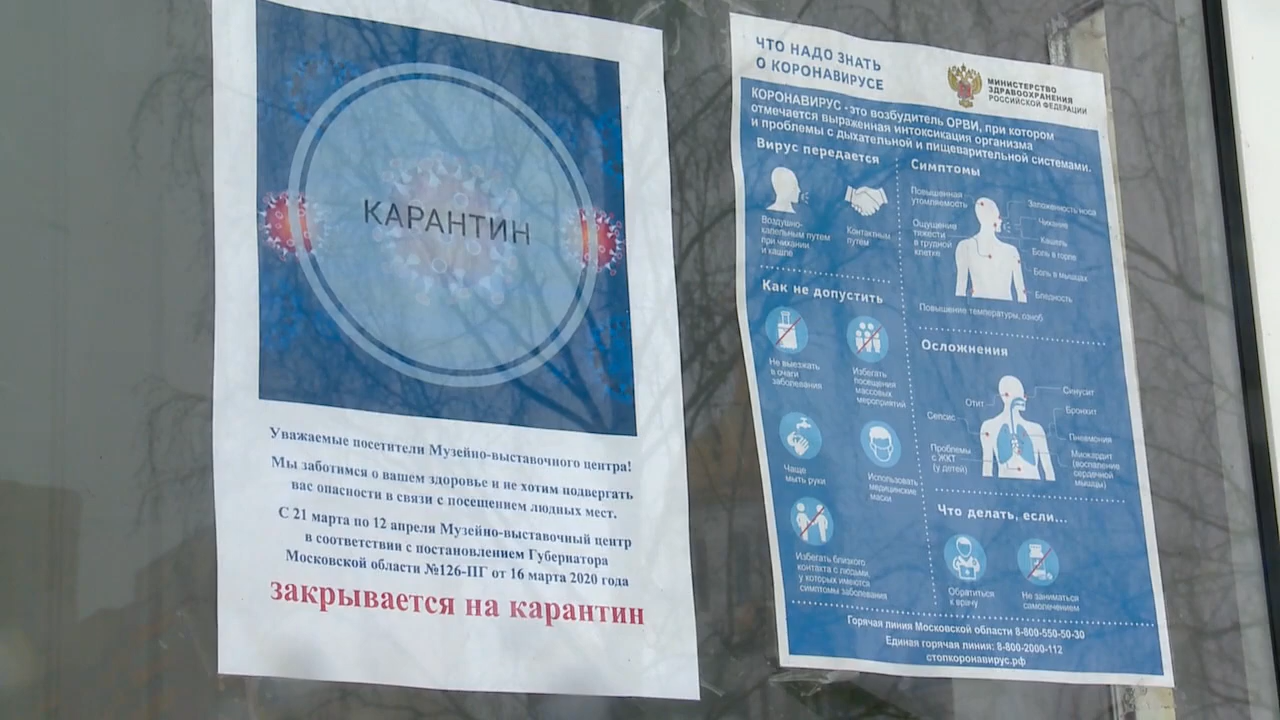 КАРАНТИН
Уважаемые посетители Музейно-выставочного центра!
Мы заботимся о вашем здоровье и не хотим подвергать
вас опасности в связи с посещением людных мест.
С 21 марта по 12 апреля Музейно-выставочный центр
в соответствии с постановлением Губернатора
Московской области №126-ПГ от 16 марта 2020 года
закрывается на карантин
ЧТО НАДО ЗНАТЬ
О КОРОНАВИРУСЕ
МИНИСТЕРСТВО
ЗДРАВООХРАНЕНИЯ
РОССИЙСКОЙ ФЕДЕРАЦИИ
КОРОНАВИРУС - это возбудитель ОРВИ, при котором
отмечается выраженная интоксикация организма
и проблемы с дыхательной и пищеварительной системами.
Вирус передается
Воздушно-
капельным путем
при чихании
и кашле
Контактным
путем
Симптомы
Повышенная
утомляемость
Ощущение
тяжести
в грудной
клетке
Заложенность носа
Чихание
Кашель
Боль в горле
Боль в мышцах
Бледность
Повышение температуры, озноб
Как не допустить
Не выезжать
в очаги
заболевания
Избегать
посещения
массовых
мероприятий
Чаще
мыть руки
Использовать
медицинские
маски
Избегать близкого
контакта с людьми,
у которых имеются
симптомы заболевания
Осложнения
Отит
Сепсис
Проблемы
с ЖКТ
(у детей)
Синусит
Бронхит
Пневмония
Миокардит
(воспаление
сердечной
мышцы)
Что делать, если...
Обратиться
к врачу
Не заниматься
самолечением
Горячая линия Московской области 8-800-550-50-30
Единая горячая линия: 8-800-2000-112
стопкоронавирус.рф